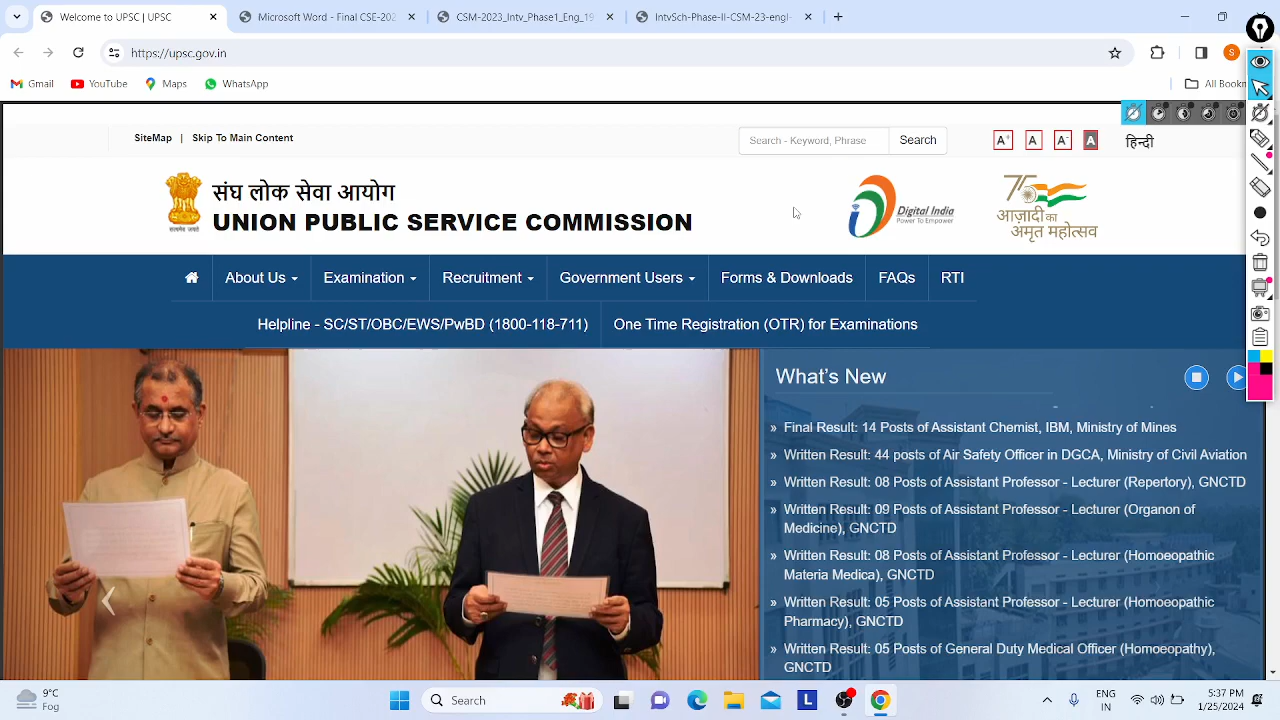 Microsoft Word - Final FCSE-202
CSM-2023_Intv_PhaseII_Eng_19
IntvSch-Phase-II-CSM-23-engl
https://upsc.gov.in
S
Gmail
YouTube
Maps
WhatsApp
All Bookm
SiteMap | Skip To Main Content
Search - Keyword, Phrase
Search
A+ A A- A
हिन्दी
संघ लोक सेवा आयोग
UNION PUBLIC SERVICE COMMISSION
सत्यमेव जयते
Digital India
Power To Empower
75
आज़ादी का
अमृत महोत्सव
About Us
Examination
Recruitment
Government Users
Forms & Downloads
FAQs
RTI
Helpline - SC/ST/OBC/EWS/PwBD (1800-118-711)
One Time Registration (OTR) for Examinations
What's New
» Final Result: 14 Posts of Assistant Chemist, IBM, Ministry of Mines
» Written Result: 44 posts of Air Safety Officer in DGCA, Ministry of Civil Aviation
» Written Result: 08 Posts of Assistant Professor - Lecturer (Repertory), GNCTD
» Written Result: 09 Posts of Assistant Professor - Lecturer (Organon of
Medicine), GNCTD
» Written Result: 08 Posts of Assistant Professor - Lecturer (Homoeopathic
Materia Medica), GNCTD
» Written Result: 05 Posts of Assistant Professor - Lecturer (Homoeopathic
Pharmacy), GNCTD
» Written Result: 05 Posts of General Duty Medical Officer (Homoeopathy),
GNCTD
9°C
Fog
Search
L
ENG
IN
5:37 PM
1/25/2024